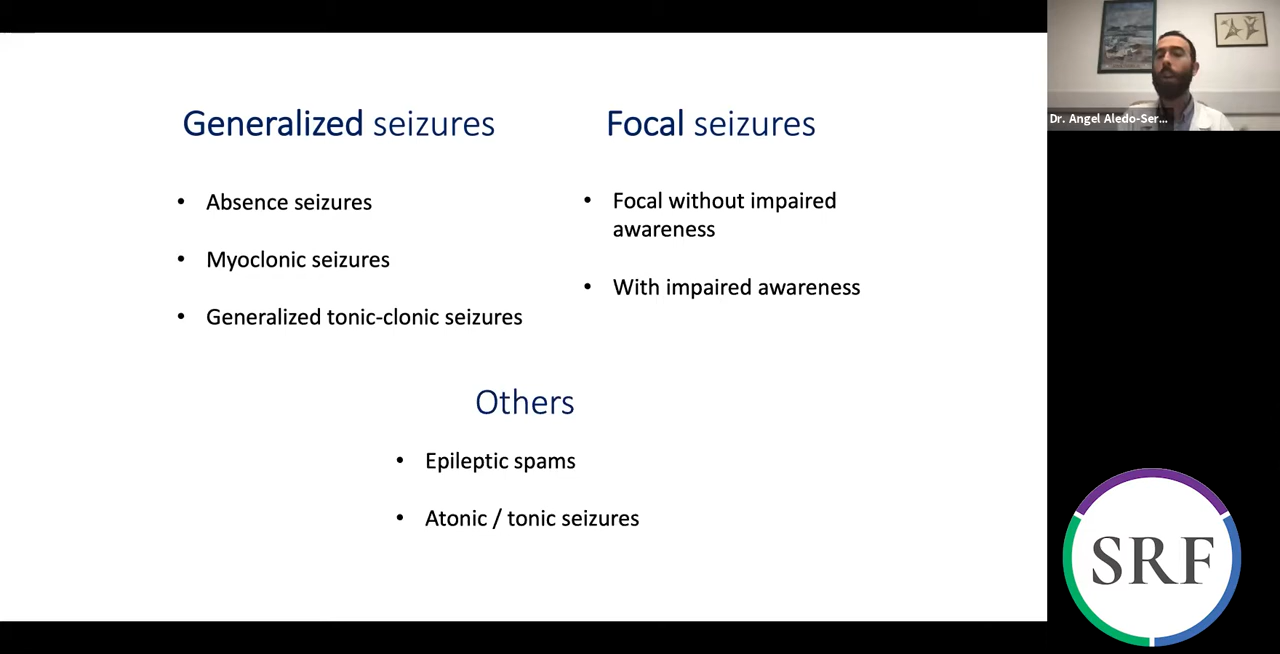 Generalized seizures
• Absence seizures
• Myoclonic seizures
• Generalized tonic-clonic seizures
Focal seizures
• Focal without impaired
awareness
• With impaired awareness
Others
• Epileptic spams
• Atonic / tonic seizures
Dr. Angel Aledo-Ser...
SRF